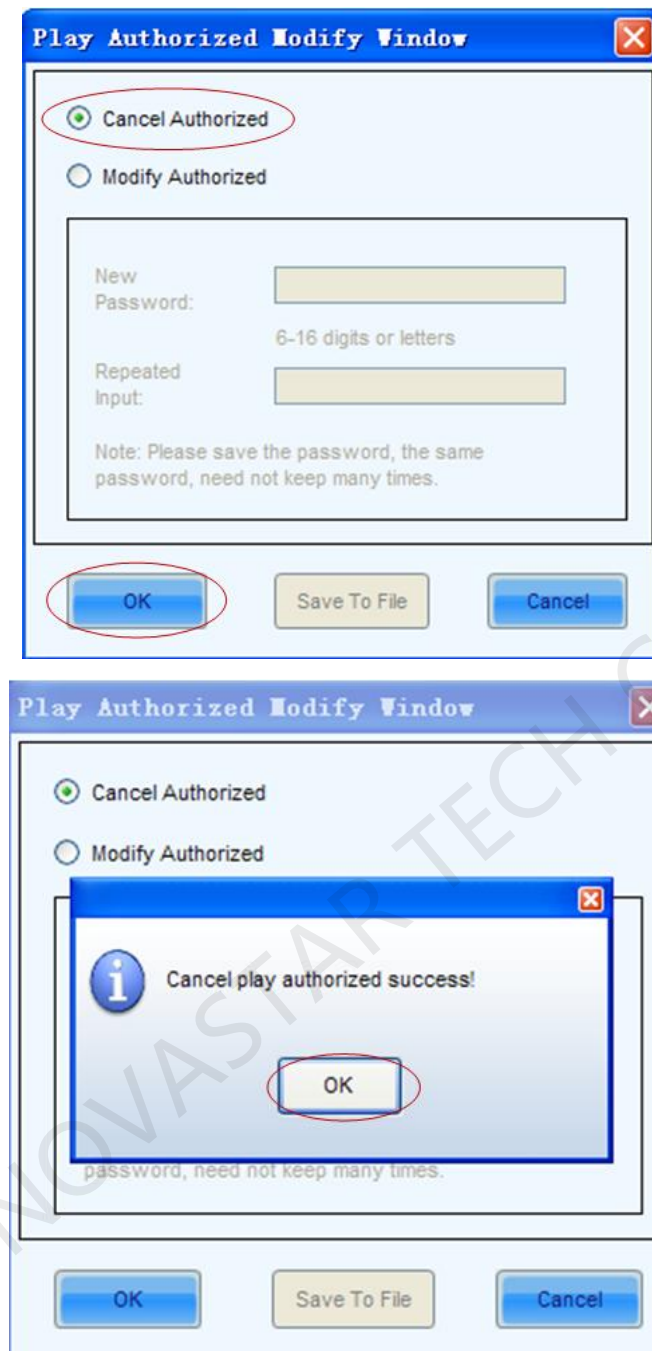 Play Authorized Modify Window
Cancel Authorized
Modify Authorized
New
Password:
6-16 digits or letters
Repeated
Input:
Note: Please save the password, the same
password, need not keep many times.
OK
Save To File
Cancel
Play Authorized Modify Window
Cancel Authorized
Modify Authorized
Cancel play authorized success!
OK
password, need not keep many times.
OK
Save To File
Cancel
NOVASTAR TECH